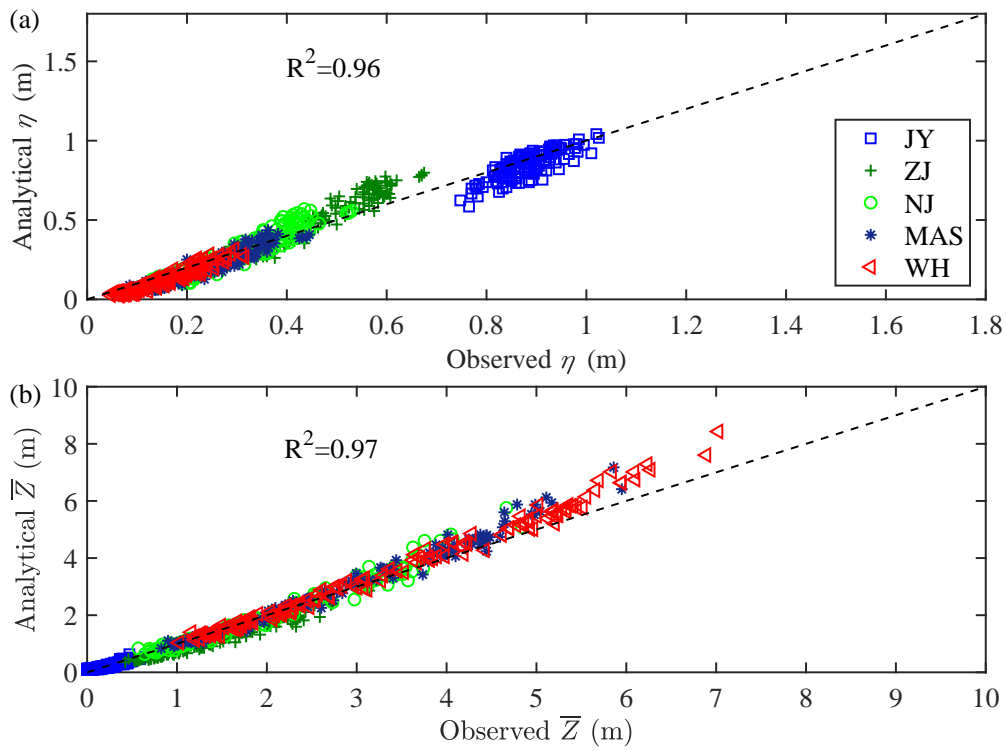 (a)
R²=0.96
Analytical η (m)
1.5
1
0.5
0
0 0.2 0.4 0.6 0.8 1 1.2 1.4 1.6 1.8
Observed η (m)
JY
ZJ
NJ
MAS
WH
(b)
R²=0.97
Analytical Z̅ (m)
10
8
6
4
2
0
0 1 2 3 4 5 6 7 8 9 10
Observed Z̅ (m)